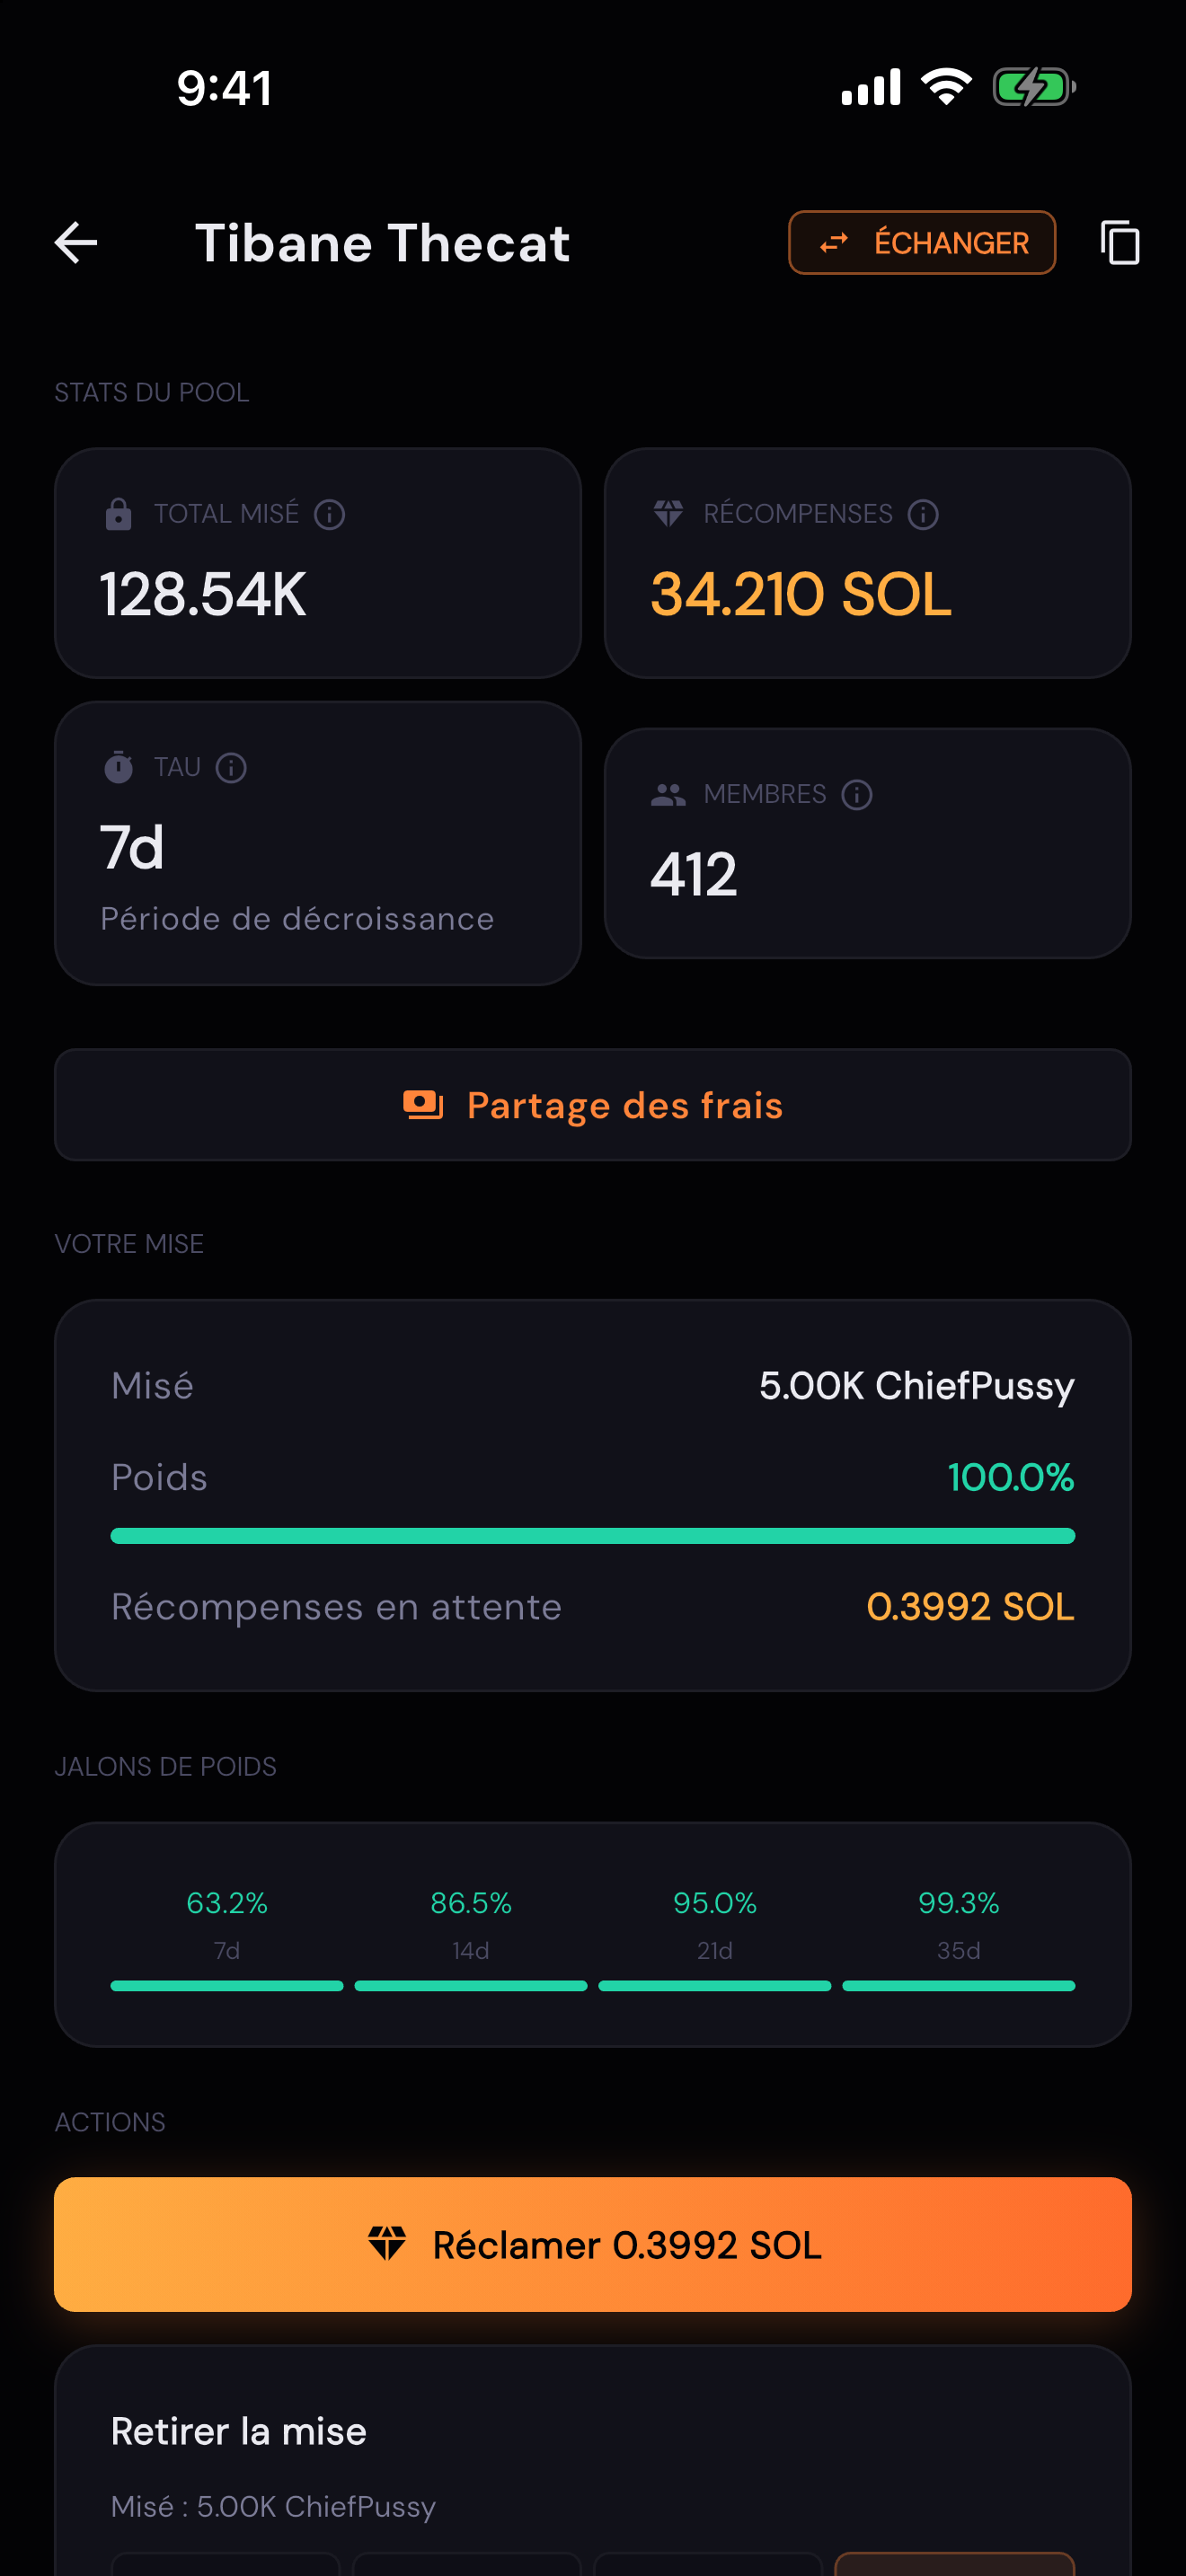 9:41
Tibane Thecat
ÉCHANGER
STATS DU POOL
TOTAL MISÉ
RÉCOMPENSES
128.54K
34.210 SOL
TAU
MEMBRES
7d
412
Période de décroissance
Partage des frais
VOTRE MISE
Misé
5.00K ChiefPussy
Poids
100.0%
Récompenses en attente
0.3992 SOL
JALONS DE POIDS
63.2%
86.5%
95.0%
99.3%
7d
14d
21d
35d
ACTIONS
Réclamer 0.3992 SOL
Retirer la mise
Misé : 5.00K ChiefPussy